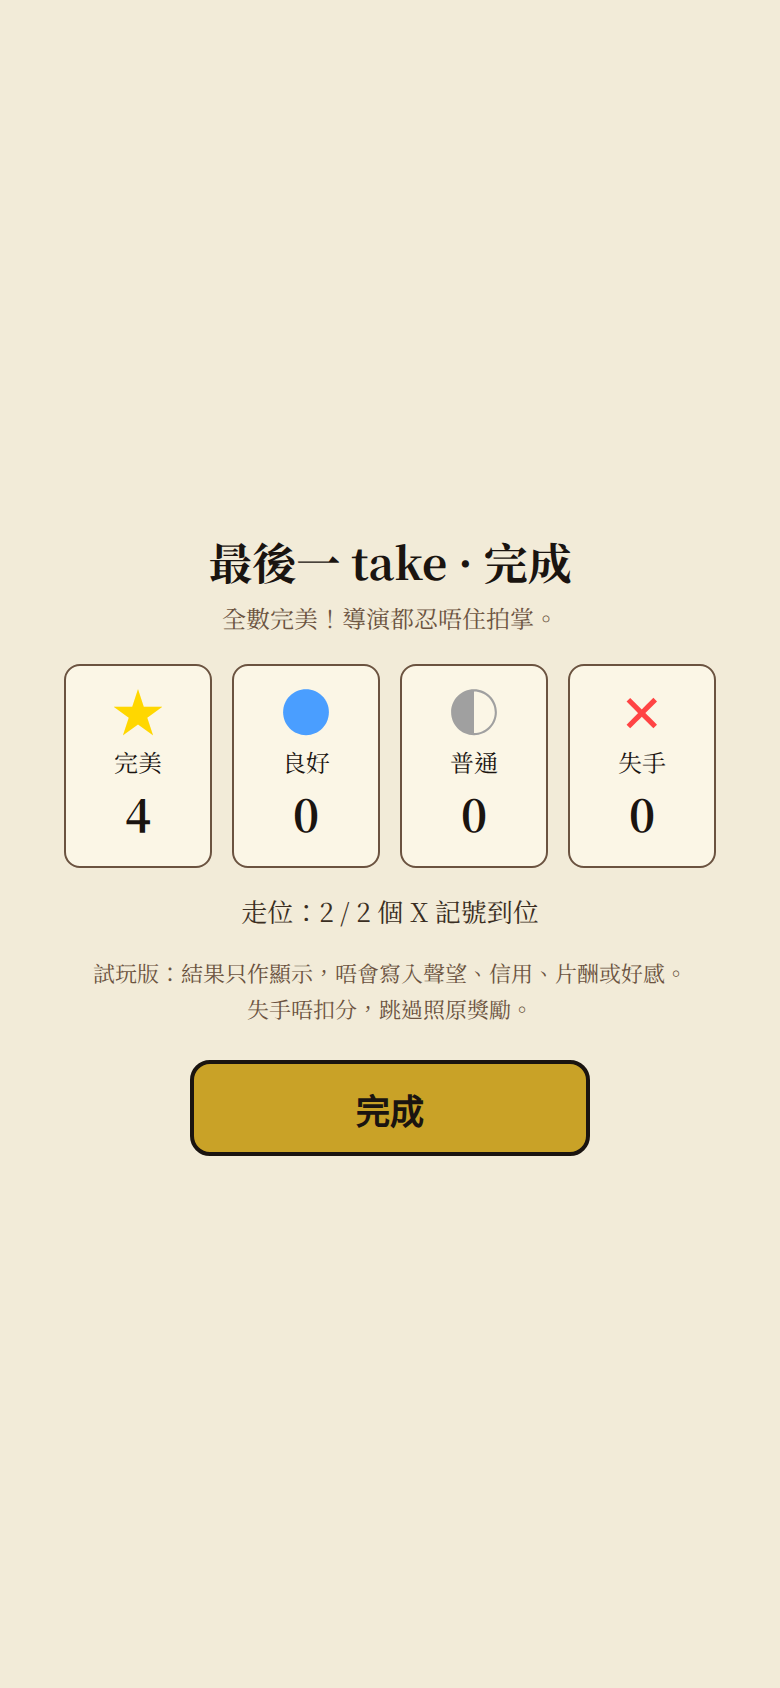 最後一 take · 完成
全數完美！導演都忍唔住拍掌。
完美 良好 普通 失手
4 0 0 0
走位：2 / 2 個 X 記號到位
試玩版：結果只作顯示，唔會寫入聲望、信用、片酬或好感。
失手唔扣分，跳過照原獎勵。
完成